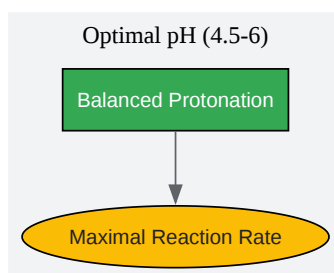 Optimal pH (4.5-6)
Balanced Protonation
Maximal Reaction Rate